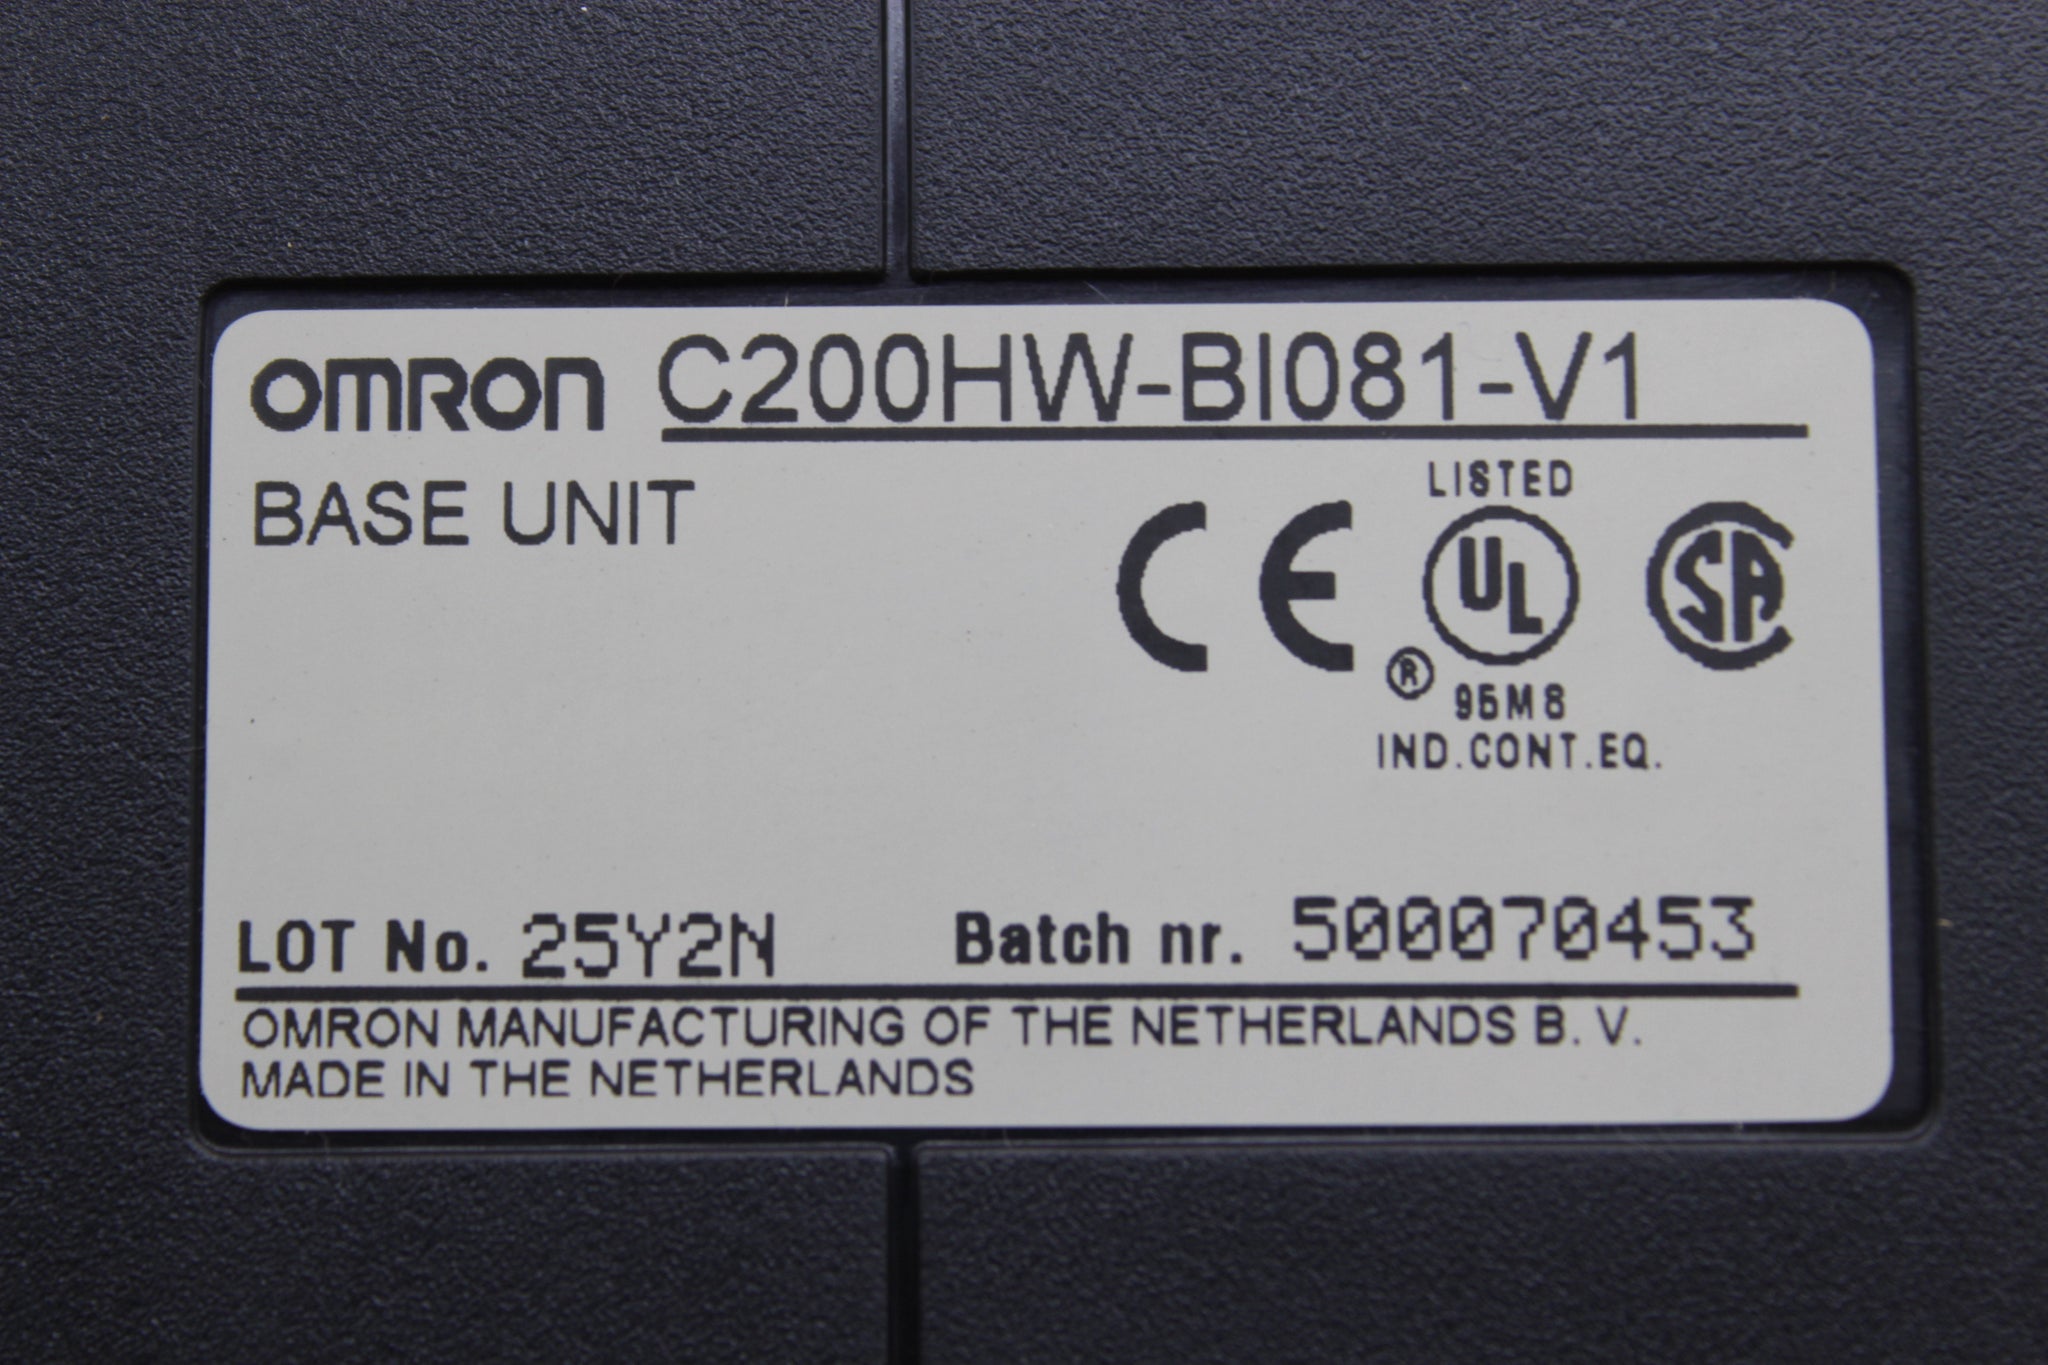 OMRON C200HW-BI081-V1
BASE UNIT
LISTED
CE UL SA
®
95M8
IND.CONT.EQ.
LOT No. 25Y2N Batch nr. 500070453
OMRON MANUFACTURING OF THE NETHERLANDS B. V.
MADE IN THE NETHERLANDS